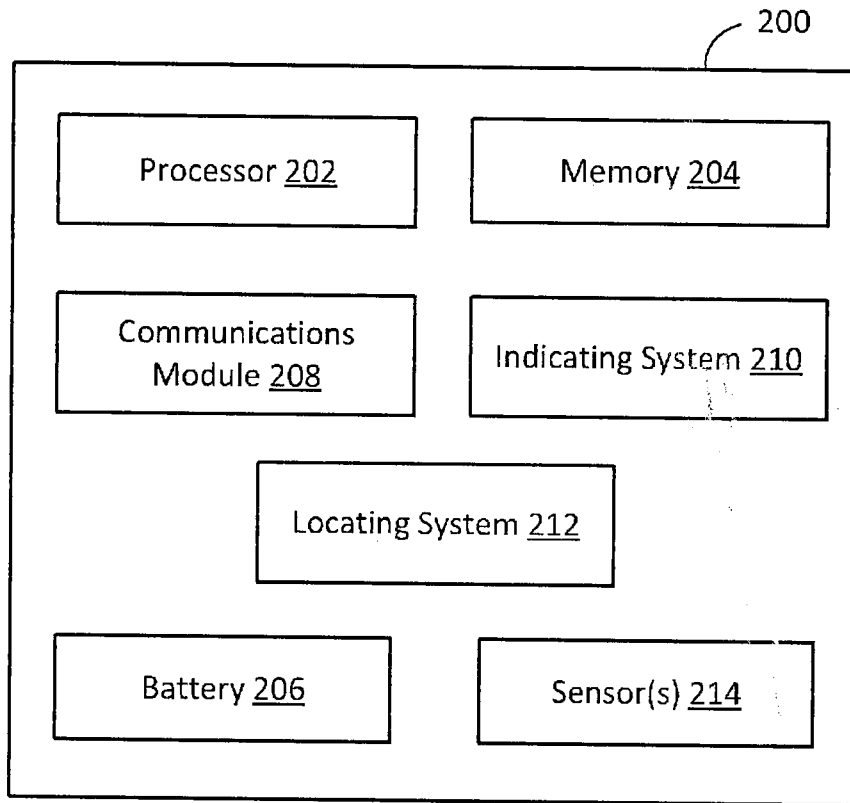 200
Processor 202
Memory 204
Communications
Module 208
Indicating System 210
Locating System 212
Battery 206
Sensor(s) 214